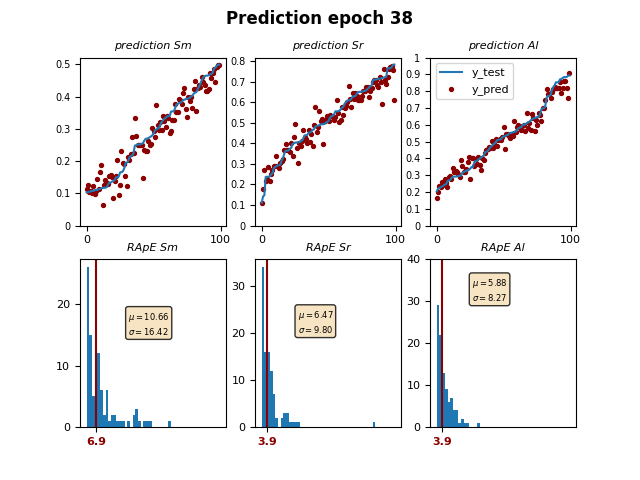 Prediction epoch 38
prediction Sm
prediction Sr
prediction Al
0.5
0.4
0.3
0.2
0.1
0
0.8
0.7
0.6
0.5
0.4
0.3
0.2
0.1
0
1
0.9
0.8
0.7
0.6
0.5
0.4
0.3
0.2
0.1
0
y_test
y_pred
0 100
0 100
0 100
RApE Sm
RApE Sr
RApE Al
20
10
0
μ = 10.66
σ = 16.42
6.9
30
20
10
0
μ = 6.47
σ = 9.80
3.9
40
30
20
10
0
μ = 5.88
σ = 8.27
3.9